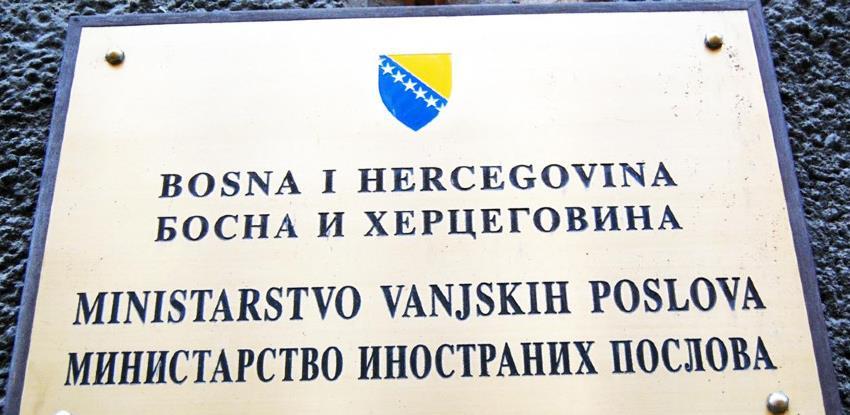 BOSNA I HERCEGOVINA
БОСНА И ХЕРЦЕГОВИНА
MINISTARSTVO VANJSKIH POSLOVA
МИНИСТАРСТВО ИНОСТРАНИХ ПОСЛОВА